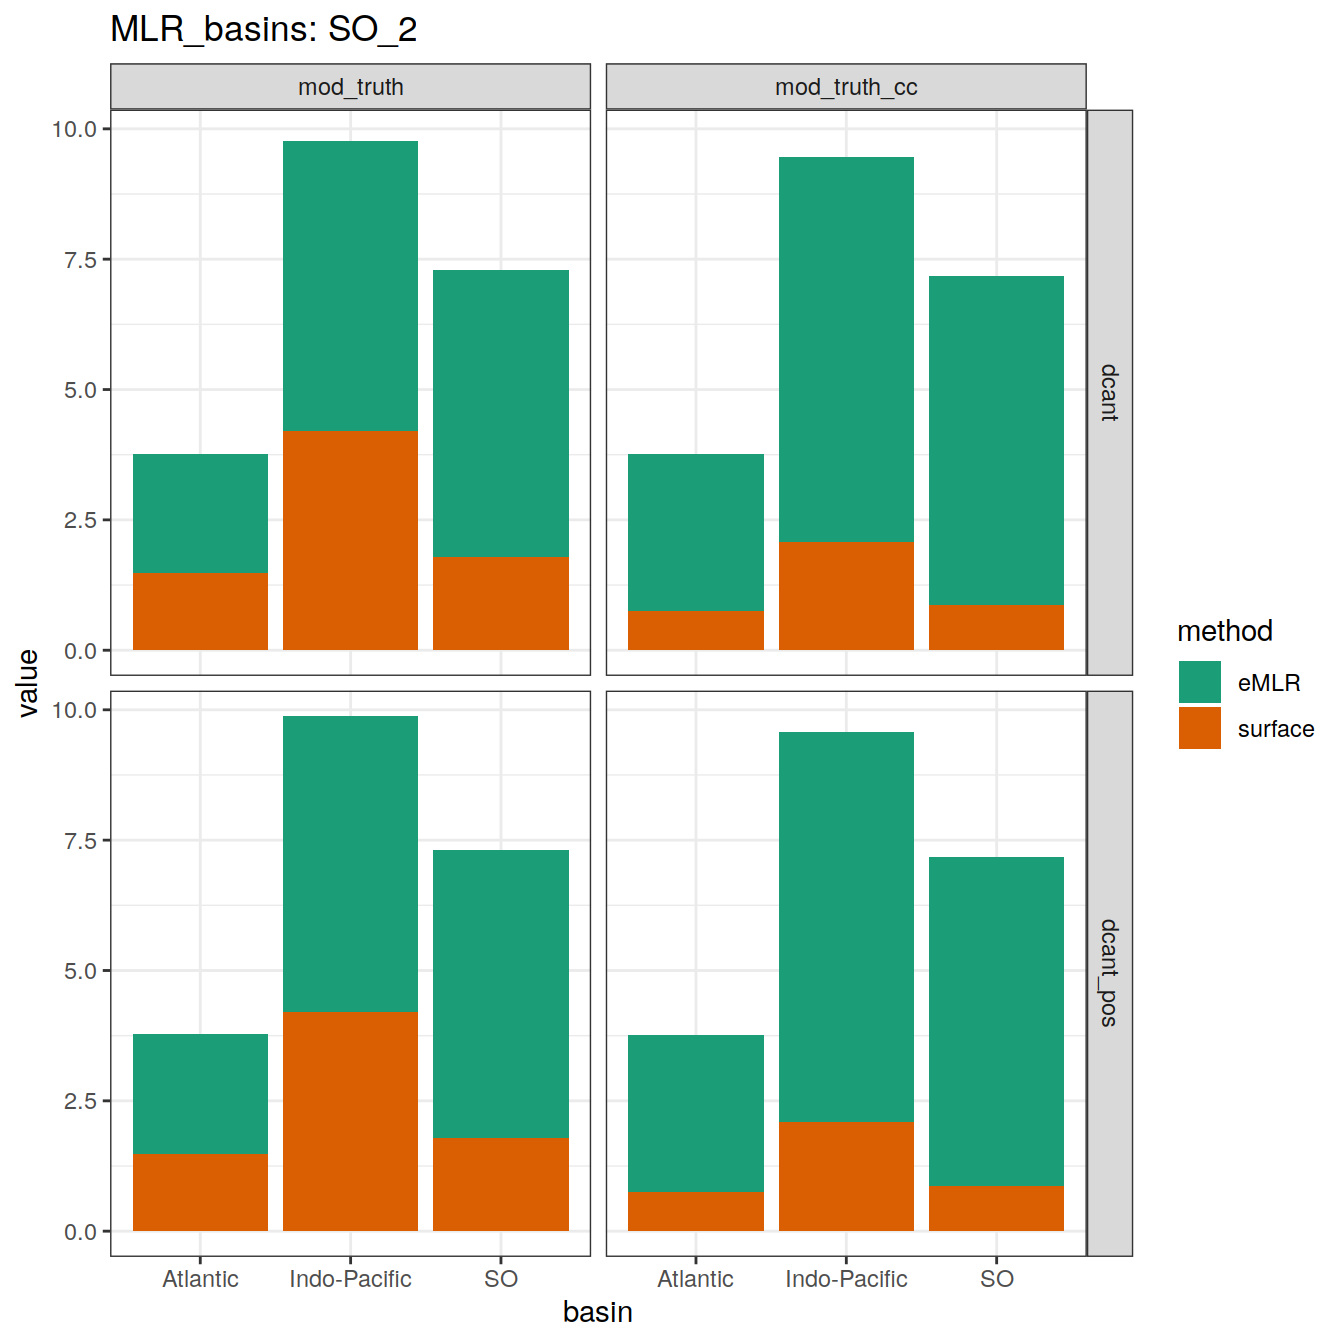 MLR_basins: SO_2
mod_truth
mod_truth_cc
10.0
7.5
5.0
2.5
0.0
dcant
10.0
7.5
5.0
2.5
0.0
dcant_pos
value
Atlantic
Indo-Pacific
SO
Atlantic
Indo-Pacific
SO
basin
method
eMLR
surface